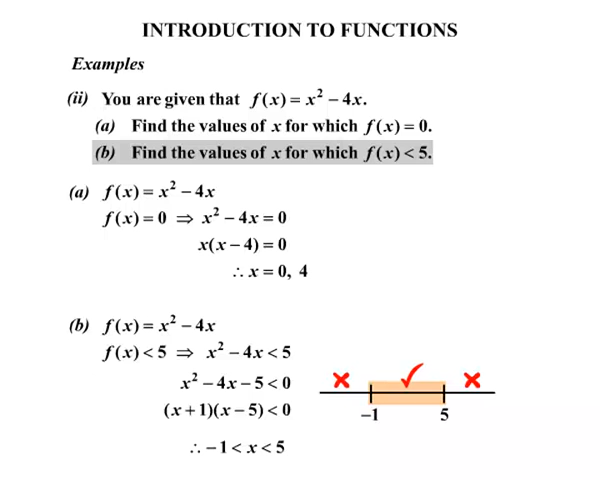 INTRODUCTION TO FUNCTIONS
Examples
(ii) You are given that f(x) = x² − 4x.
(a) Find the values of x for which f(x) = 0.
(b) Find the values of x for which f(x) < 5.
(a) f(x) = x² − 4x
f(x) = 0 ⇒ x² − 4x = 0
x(x − 4) = 0
∴ x = 0, 4
(b) f(x) = x² − 4x
f(x) < 5 ⇒ x² − 4x < 5
x² − 4x − 5 < 0
(x + 1)(x − 5) < 0
−1 5
∴ −1 < x < 5